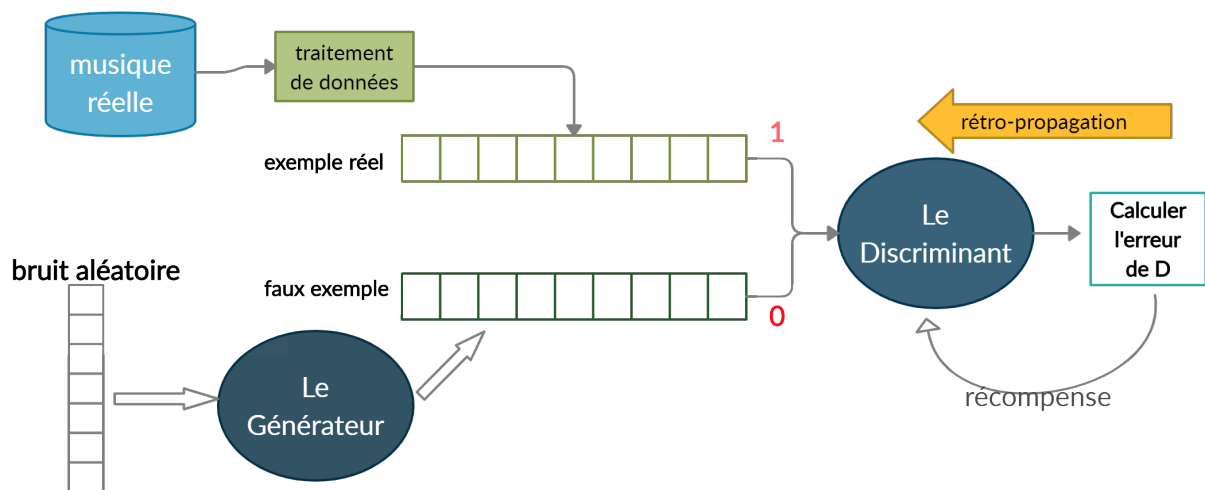 musique
réelle
traitement
de données
exemple réel
1
rétro-propagation
Le
Discriminant
Calculer
l'erreur
de D
bruit aléatoire
faux exemple
0
Le
Générateur
récompense